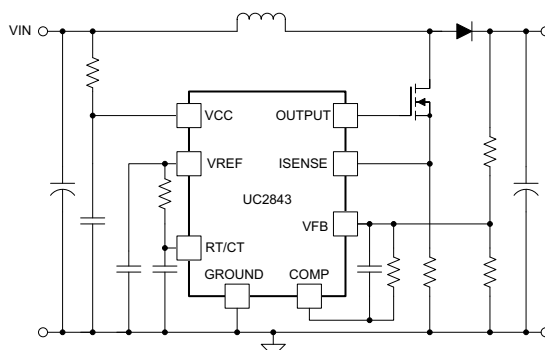 VIN
VCC
OUTPUT
VREF
ISENSE
UC2843
VFB
RT/CT
GROUND
COMP